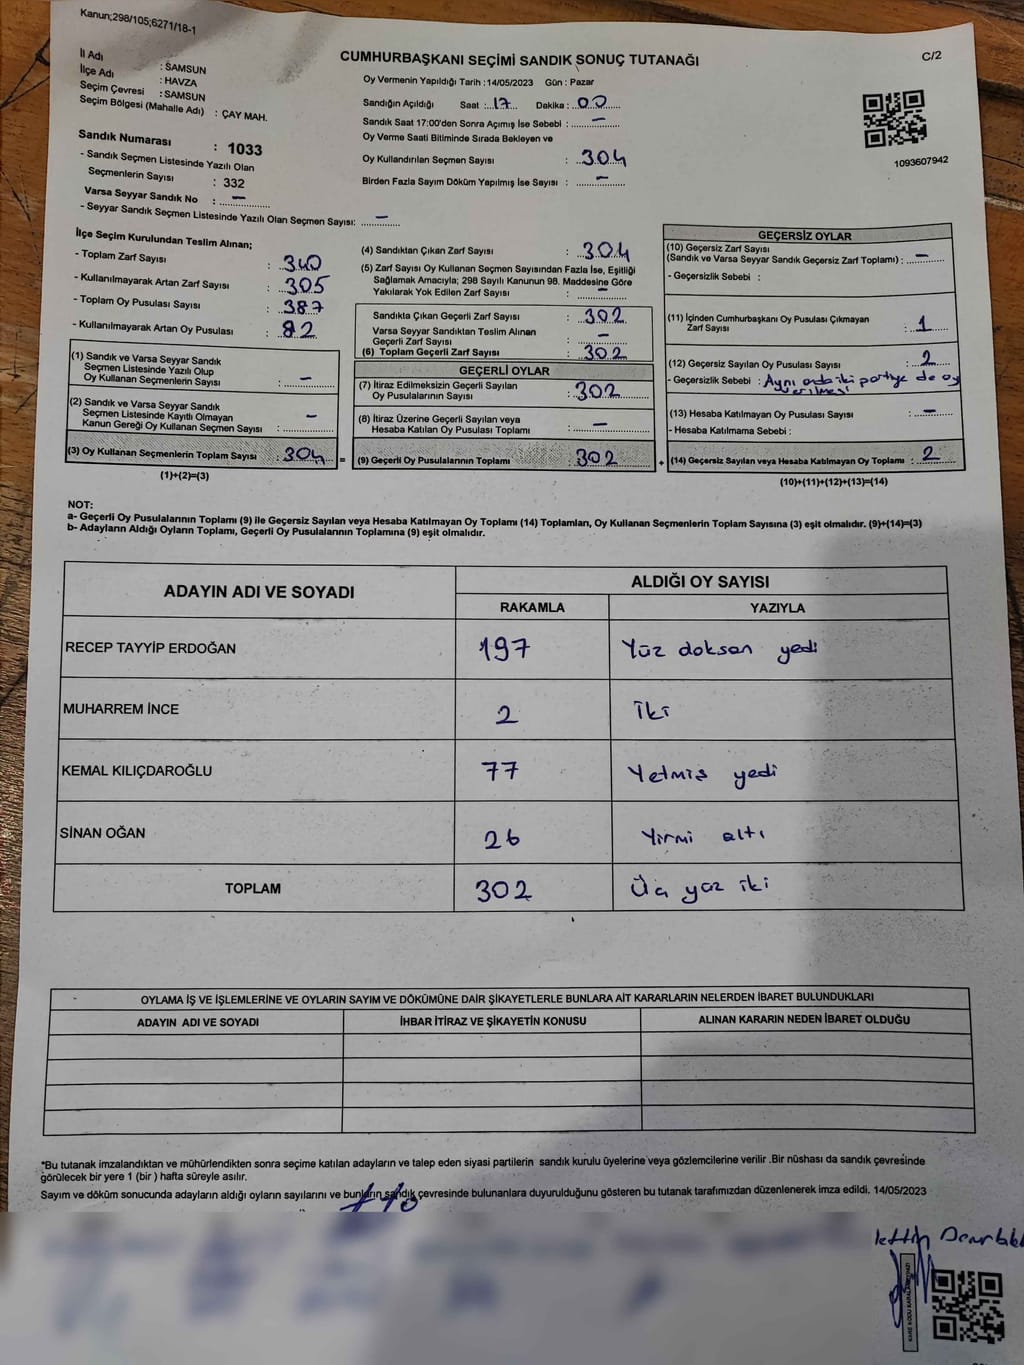 Kanun;298/105;6271/18-1
CUMHURBAŞKANI SEÇİMİ SANDIK SONUÇ TUTANAĞI
C/2
İl Adı : SAMSUN
İlçe Adı : HAVZA
Seçim Çevresi : SAMSUN
Seçim Bölgesi (Mahalle Adı) : ÇAY MAH.
Sandık Numarası : 1033
- Sandık Seçmen Listesinde Yazılı Olan
Seçmenlerin Sayısı : 332
Varsa Seyyar Sandık No : –
- Seyyar Sandık Seçmen Listesinde Yazılı Olan Seçmen Sayısı: –
Oy Vermenin Yapıldığı Tarih : 14/05/2023 Gün : Pazar
Sandığın Açıldığı Saat : 17 Dakika : 00
Sandık Saat 17:00'den Sonra Açımış İse Sebebi : –
Oy Verme Saati Bitiminde Sırada Bekleyen ve
Oy Kullandırılan Seçmen Sayısı : 304
Birden Fazla Sayım Döküm Yapılmış İse Sayısı : –
1093607942
İlçe Seçim Kurulundan Teslim Alınan;
- Toplam Zarf Sayısı : 340
- Kullanılmayarak Artan Zarf Sayısı : 305
- Toplam Oy Pusulası Sayısı : 387
- Kullanılmayarak Artan Oy Pusulası : 82
(1) Sandık ve Varsa Seyyar Sandık
Seçmen Listesinde Yazılı Olup
Oy Kullanan Seçmenlerin Sayısı : –
(2) Sandık ve Varsa Seyyar Sandık
Seçmen Listesinde Kayıtlı Olmayan
Kanun Gereği Oy Kullanan Seçmen Sayısı : –
(3) Oy Kullanan Seçmenlerin Toplam Sayısı : 304 =
(1)+(2)=(3)
(4) Sandıktan Çıkan Zarf Sayısı : 304
(5) Zarf Sayısı Oy Kullanan Seçmen Sayısından Fazla İse, Eşitliği
Sağlamak Amacıyla; 298 Sayılı Kanunun 98. Maddesine Göre
Yakılarak Yok Edilen Zarf Sayısı : –
Sandıkta Çıkan Geçerli Zarf Sayısı : 302
Varsa Seyyar Sandıktan Teslim Alınan
Geçerli Zarf Sayısı : –
(6) Toplam Geçerli Zarf Sayısı : 302
GEÇERLİ OYLAR
(7) İtiraz Edilmeksizin Geçerli Sayılan
Oy Pusulalarının Sayısı : 302
(8) İtiraz Üzerine Geçerli Sayılan veya
Hesaba Katılan Oy Pusulası Toplamı : –
(9) Geçerli Oy Pusulalarının Toplamı : 302 +
GEÇERSİZ OYLAR
(10) Geçersiz Zarf Sayısı
(Sandık ve Varsa Seyyar Sandık Geçersiz Zarf Toplamı) : –
- Geçersizlik Sebebi :
(11) İçinden Cumhurbaşkanı Oy Pusulası Çıkmayan
Zarf Sayısı : 1
(12) Geçersiz Sayılan Oy Pusulası Sayısı : 2
- Geçersizlik Sebebi : Aynı anda iki partiye de oy
verilmesi
(13) Hesaba Katılmayan Oy Pusulası Sayısı : –
- Hesaba Katılmama Sebebi :
(14) Geçersiz Sayılan veya Hesaba Katılmayan Oy Toplamı : 2
(10)+(11)+(12)+(13)=(14)
NOT:
a- Geçerli Oy Pusulalarının Toplamı (9) ile Geçersiz Sayılan veya Hesaba Katılmayan Oy Toplamı (14) Toplamları, Oy Kullanan Seçmenlerin Toplam Sayısına (3) eşit olmalıdır. (9)+(14)=(3)
b- Adayların Aldığı Oyların Toplamı, Geçerli Oy Pusulalarının Toplamına (9) eşit olmalıdır.
ADAYIN ADI VE SOYADI
ALDIĞI OY SAYISI
RAKAMLA YAZIYLA
RECEP TAYYİP ERDOĞAN 197 Yüz doksan yedi
MUHARREM İNCE 2 İki
KEMAL KILIÇDAROĞLU 77 Yetmiş yedi
SİNAN OĞAN 26 Yirmi altı
TOPLAM 302 Üç yüz iki
OYLAMA İŞ VE İŞLEMLERİNE VE OYLARIN SAYIM VE DÖKÜMÜNE DAİR ŞİKAYETLERLE BUNLARA AİT KARARLARIN NELERDEN İBARET BULUNDUKLARI
ADAYIN ADI VE SOYADI İHBAR İTİRAZ VE ŞİKAYETİN KONUSU ALINAN KARARIN NEDEN İBARET OLDUĞU
*Bu tutanak imzalandıktan ve mühürlendikten sonra seçime katılan adayların ve talep eden siyasi partilerin sandık kurulu üyelerine veya gözlemcilerine verilir .Bir nüshası da sandık çevresinde
görülecek bir yere 1 (bir ) hafta süreyle asılır.
Sayım ve döküm sonucunda adayların aldığı oyların sayılarını ve bunların sandık çevresinde bulunanlara duyurulduğunu gösteren bu tutanak tarafımızdan düzenlenerek imza edildi. 14/05/2023